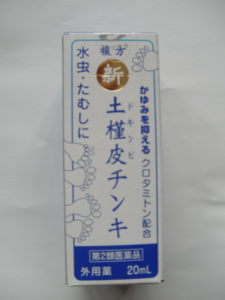 複方
新
土槿皮チンキ
ドキンピ
かゆみを抑える
クロタミトン配合
水虫・たむしに
第2類医薬品
外用薬 20mL